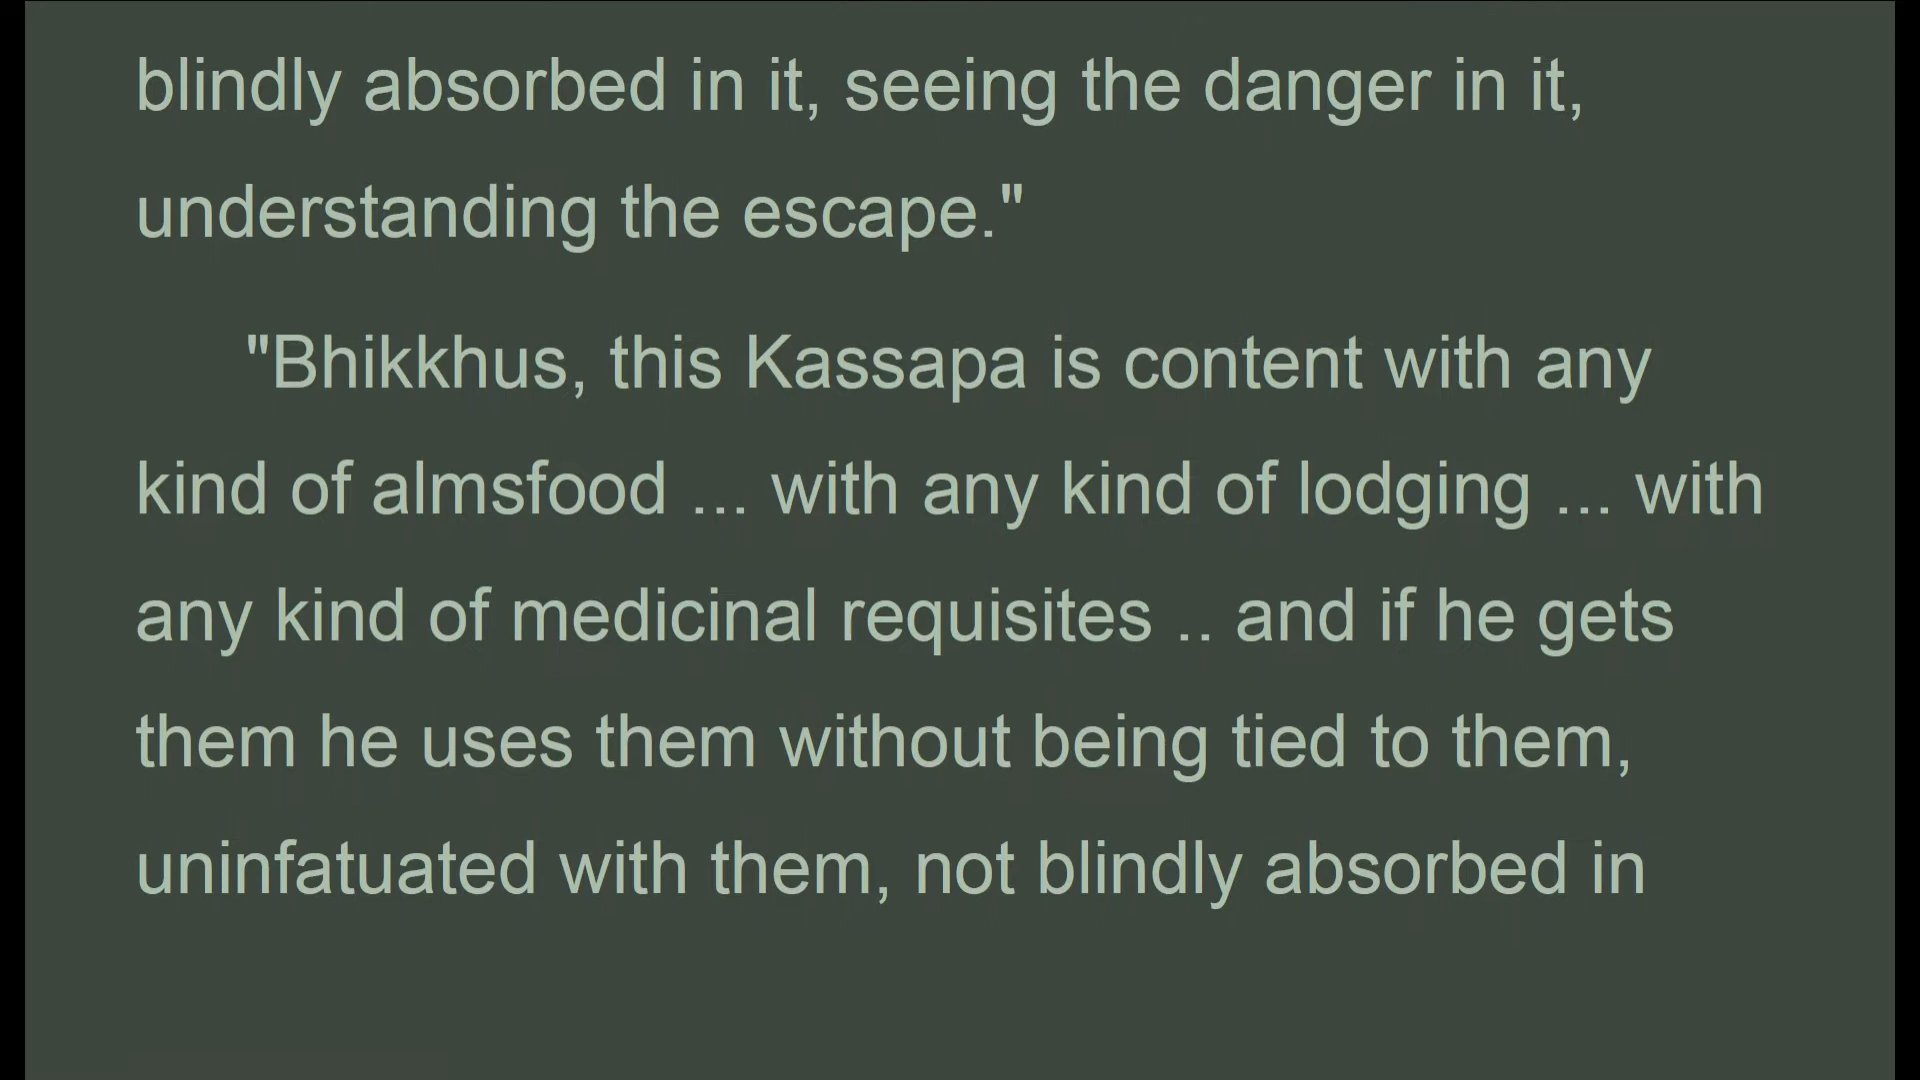 blindly absorbed in it, seeing the danger in it,
understanding the escape."
"Bhikkhus, this Kassapa is content with any
kind of almsfood ... with any kind of lodging ... with
any kind of medicinal requisites .. and if he gets
them he uses them without being tied to them,
uninfatuated with them, not blindly absorbed in